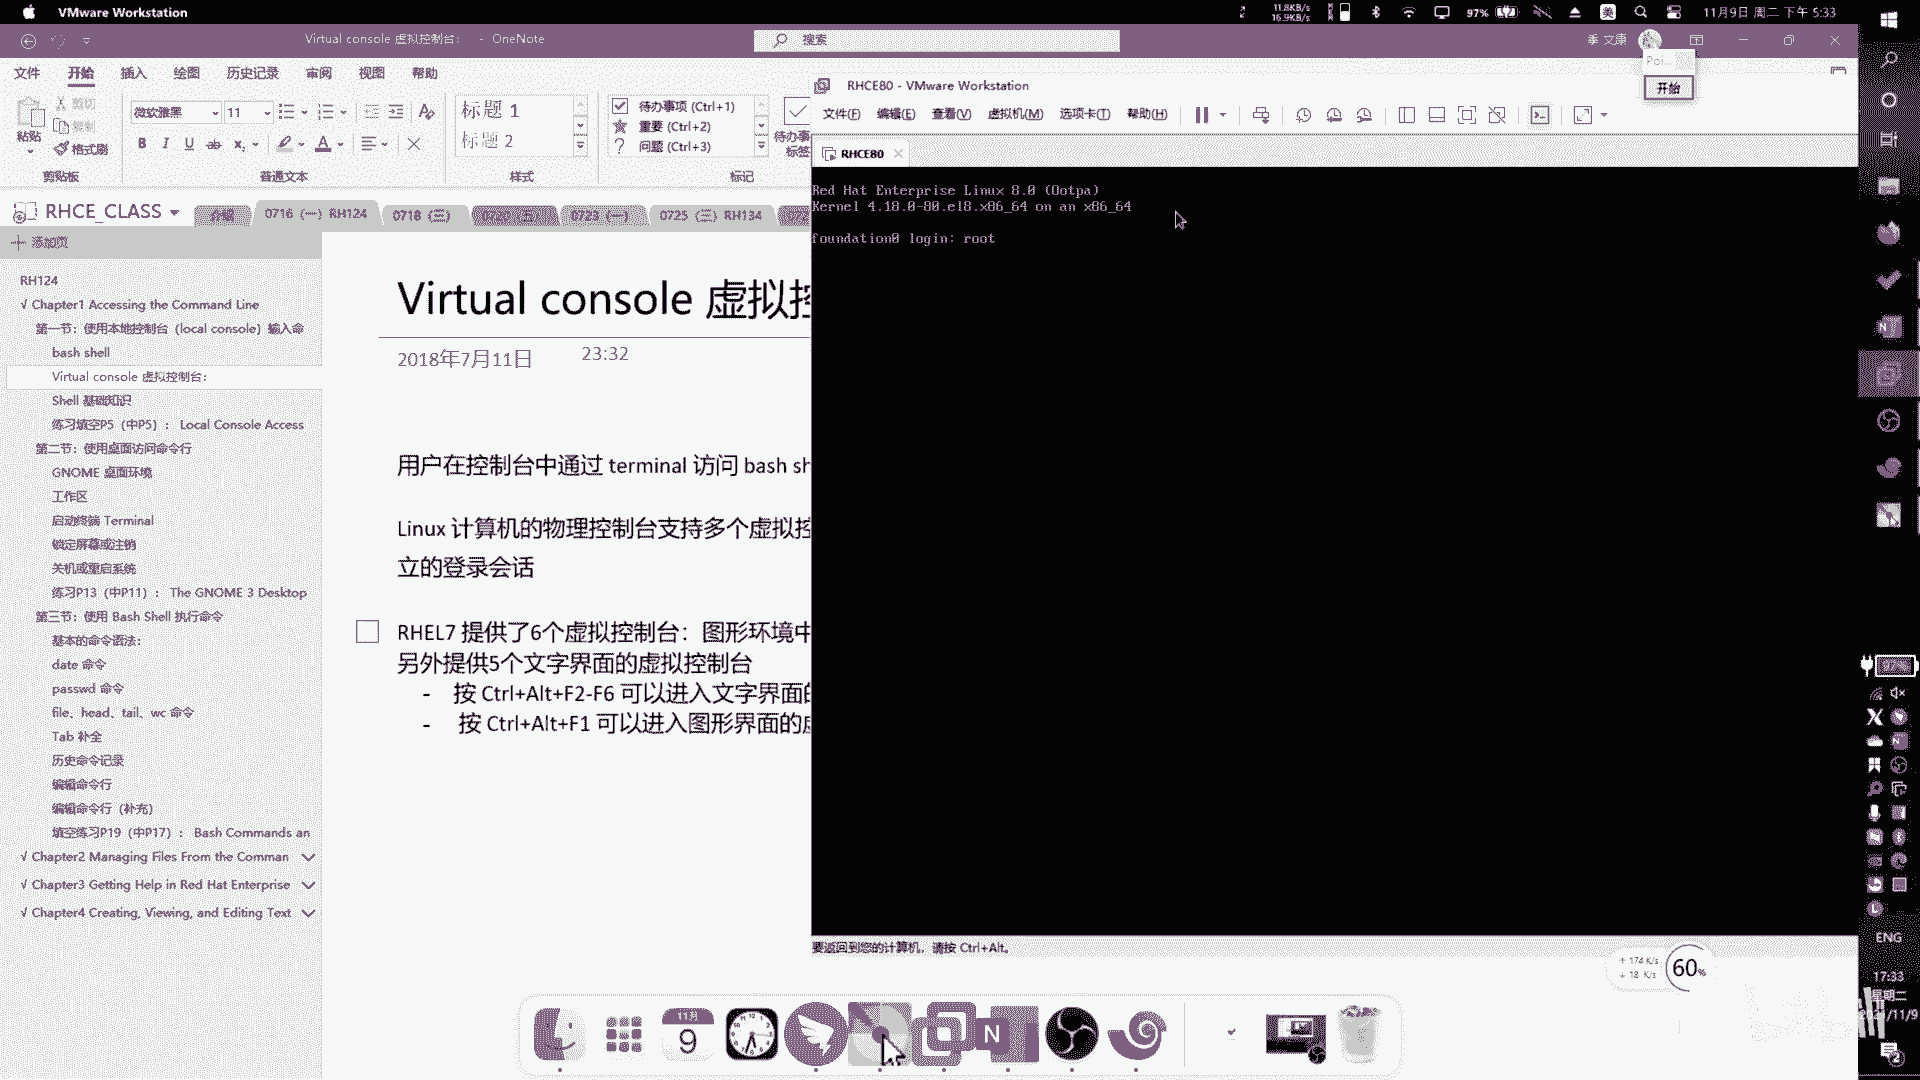 VMware Workstation
11.8KB/s
16.9KB/s
97%
美
11月9日 周二 下午 5:33
Virtual console 虚拟控制台： - OneNote
搜索
季 文康
文件 开始 插入 绘图 历史记录 审阅 视图 帮助
Poi...
开始
粘贴
剪切
复制
格式刷
剪贴板
微软雅黑 11
B I U ab x
普通文本
标题 1
标题 2
样式
待办事项 (Ctrl+1)
重要 (Ctrl+2)
问题 (Ctrl+3)
待办事
标签
标记
RHCE80 - VMware Workstation
文件(F) 编辑(E) 查看(V) 虚拟机(M) 选项卡(T) 帮助(H)
RHCE80
RHCE_CLASS
介绍
0716 (一) RH124
0718 (二)
0720 (五)
0723 (一)
0725 (三) RH134
添加页
RH124
√ Chapter1 Accessing the Command Line
第一节：使用本地控制台（local console）输入命
bash shell
Virtual console 虚拟控制台：
Shell 基础知识
练习填空P5（中P5）： Local Console Access
第二节：使用桌面访问命令行
GNOME 桌面环境
工作区
启动终端 Terminal
锁定屏幕或注销
关机或重启系统
练习P13（中P11）： The GNOME 3 Desktop
第三节：使用 Bash Shell 执行命令
基本的命令语法：
date 命令
passwd 命令
file、head、tail、wc 命令
Tab 补全
历史命令记录
编辑命令行
编辑命令行（补充）
填空练习P19（中P17）： Bash Commands an
√ Chapter2 Managing Files From the Comman
√ Chapter3 Getting Help in Red Hat Enterprise
√ Chapter4 Creating, Viewing, and Editing Text
Virtual console 虚拟控
2018年7月11日 23:32
用户在控制台中通过 terminal 访问 bash sh
Linux 计算机的物理控制台支持多个虚拟控
立的登录会话
RHEL7 提供了6个虚拟控制台：图形环境中
另外提供5个文字界面的虚拟控制台
- 按 Ctrl+Alt+F2-F6 可以进入文字界面的
- 按 Ctrl+Alt+F1 可以进入图形界面的虚
Red Hat Enterprise Linux 8.0 (Ootpa)
Kernel 4.18.0-80.el8.x86_64 on an x86_64
foundation0 login: root
要返回到您的计算机，请按 Ctrl+Alt。
+ 174 K/s
+ 18 K/s
60%
11月
9
N
97%
ENG
17:33
星期二
2021/11/9
2